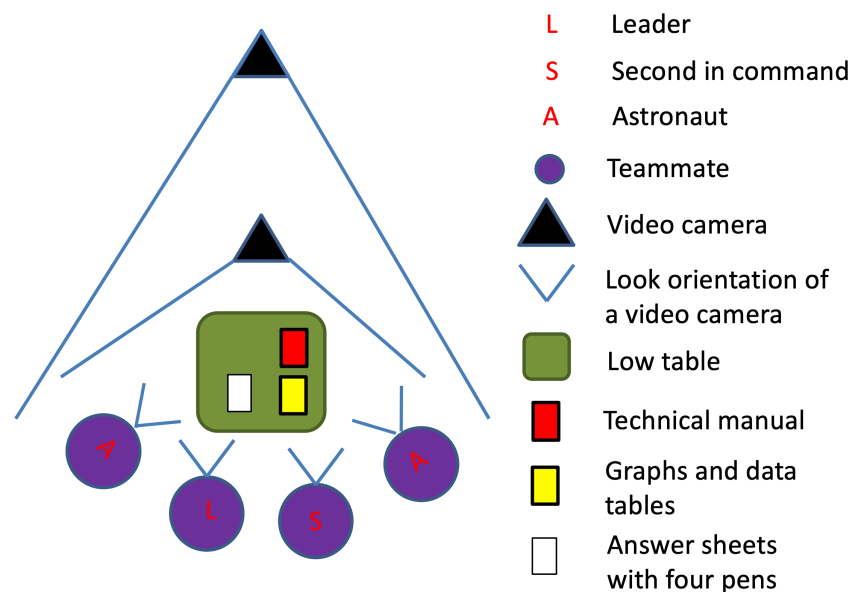 L Leader
S Second in command
A Astronaut
Teammate
Video camera
Look orientation of
a video camera
Low table
Technical manual
Graphs and data
tables
Answer sheets
with four pens
A
A
L
S